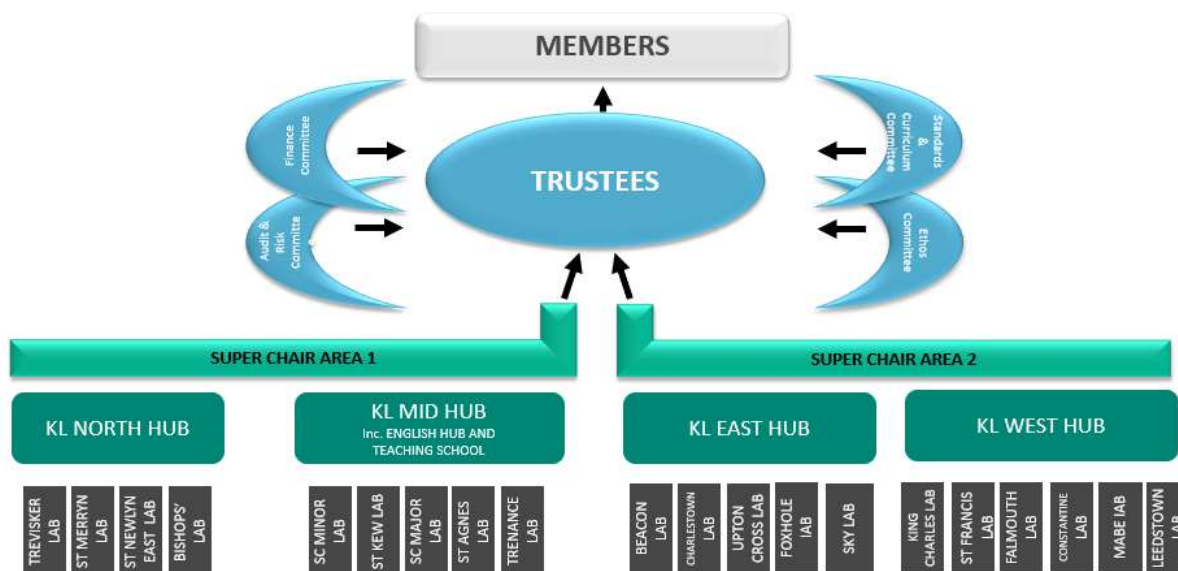 MEMBERS
Finance
Committee
Standards
&
Curriculum
Committee
TRUSTEES
Audit &
Risk
Committe
Ethos
Committee
SUPER CHAIR AREA 1
SUPER CHAIR AREA 2
KL NORTH HUB
KL MID HUB
Inc. ENGLISH HUB AND
TEACHING SCHOOL
KL EAST HUB
KL WEST HUB
TREVISKER
LAB
ST MERRYN
LAB
ST NEWLYN
EAST LAB
BISHOPS'
LAB
SC MINOR
LAB
ST KEW LAB
SC MAJOR
LAB
ST AGNES
LAB
TRENANCE
LAB
BEACON
LAB
CHARLESTOWN
LAB
UPTON
CROSS LAB
FOXHOLE
LAB
SKY LAB
KING
CHARLES LAB
ST FRANCIS
LAB
FALMOUTH
LAB
CONSTANTINE
LAB
MABE LAB
LEEDSTOWN
LAB